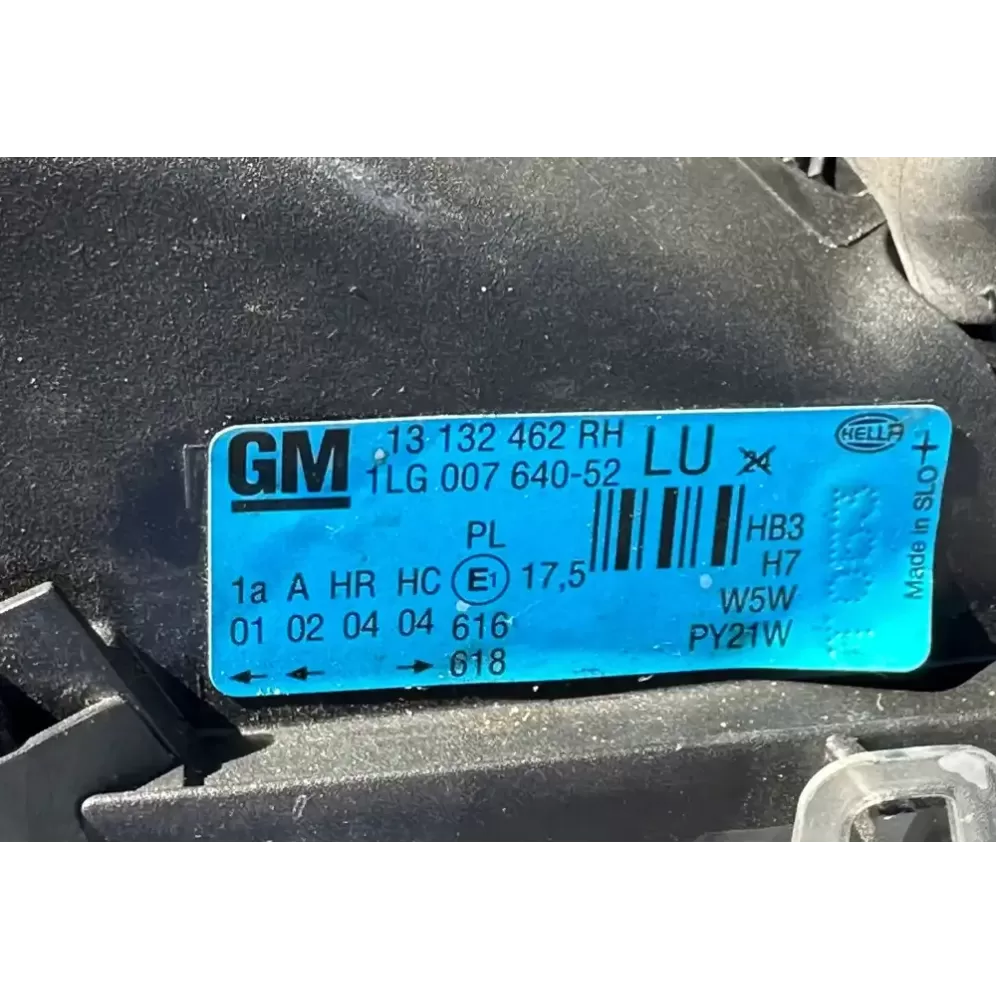 GM
13 132 462 RH
1LG 007 640-52
LU
24
HELLA
Made in SLO
+
PL
HB3
H7
W5W
PY21W
1a A HR HC E1 17,5
01 02 04 04 616
618